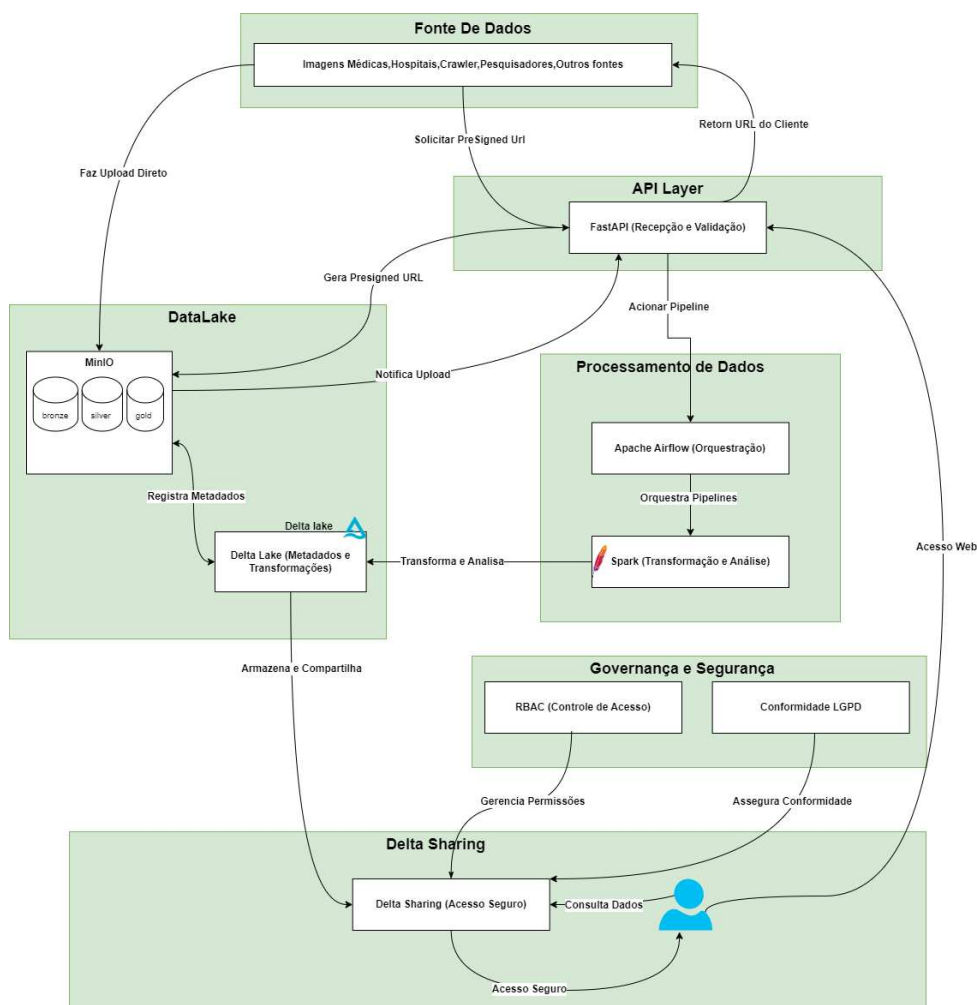 Fonte De Dados
Imagens Médicas,Hospitais,Crawler,Pesquisadores,Outros fontes
Retorn URL do Cliente
Solicitar PreSigned Url
Faz Upload Direto
API Layer
FastAPI (Recepção e Validação)
Gera Presigned URL
Acionar Pipeline
DataLake
MinIO
bronze
silver
gold
Notifica Upload
Processamento de Dados
Apache Airflow (Orquestração)
Registra Metadados
Orquestra Pipelines
Delta lake
Delta Lake (Metadados e
Transformações)
Transforma e Analisa
Spark (Transformação e Análise)
Acesso Web
Armazena e Compartilha
Governança e Segurança
RBAC (Controle de Acesso)
Conformidade LGPD
Gerencia Permissões
Assegura Conformidade
Delta Sharing
Delta Sharing (Acesso Seguro)
Consulta Dados
Acesso Seguro